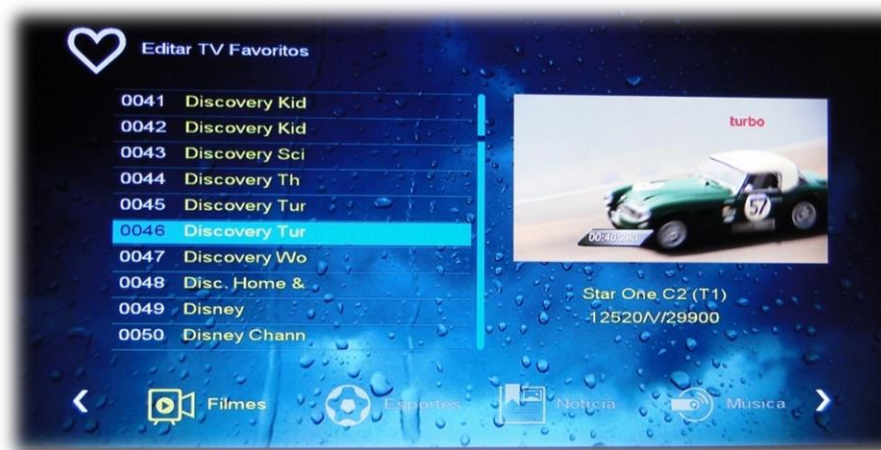 Editar TV Favoritos
0041 Discovery Kid
0042 Discovery Kid
0043 Discovery Sci
0044 Discovery Th
0045 Discovery Tur
0046 Discovery Tur
0047 Discovery Wo
0048 Disc. Home &
0049 Disney
0050 Disney Chann
turbo
57
Star One C2 (T1)
12520/V/29900
Filmes
Esportes
Notícia
Música